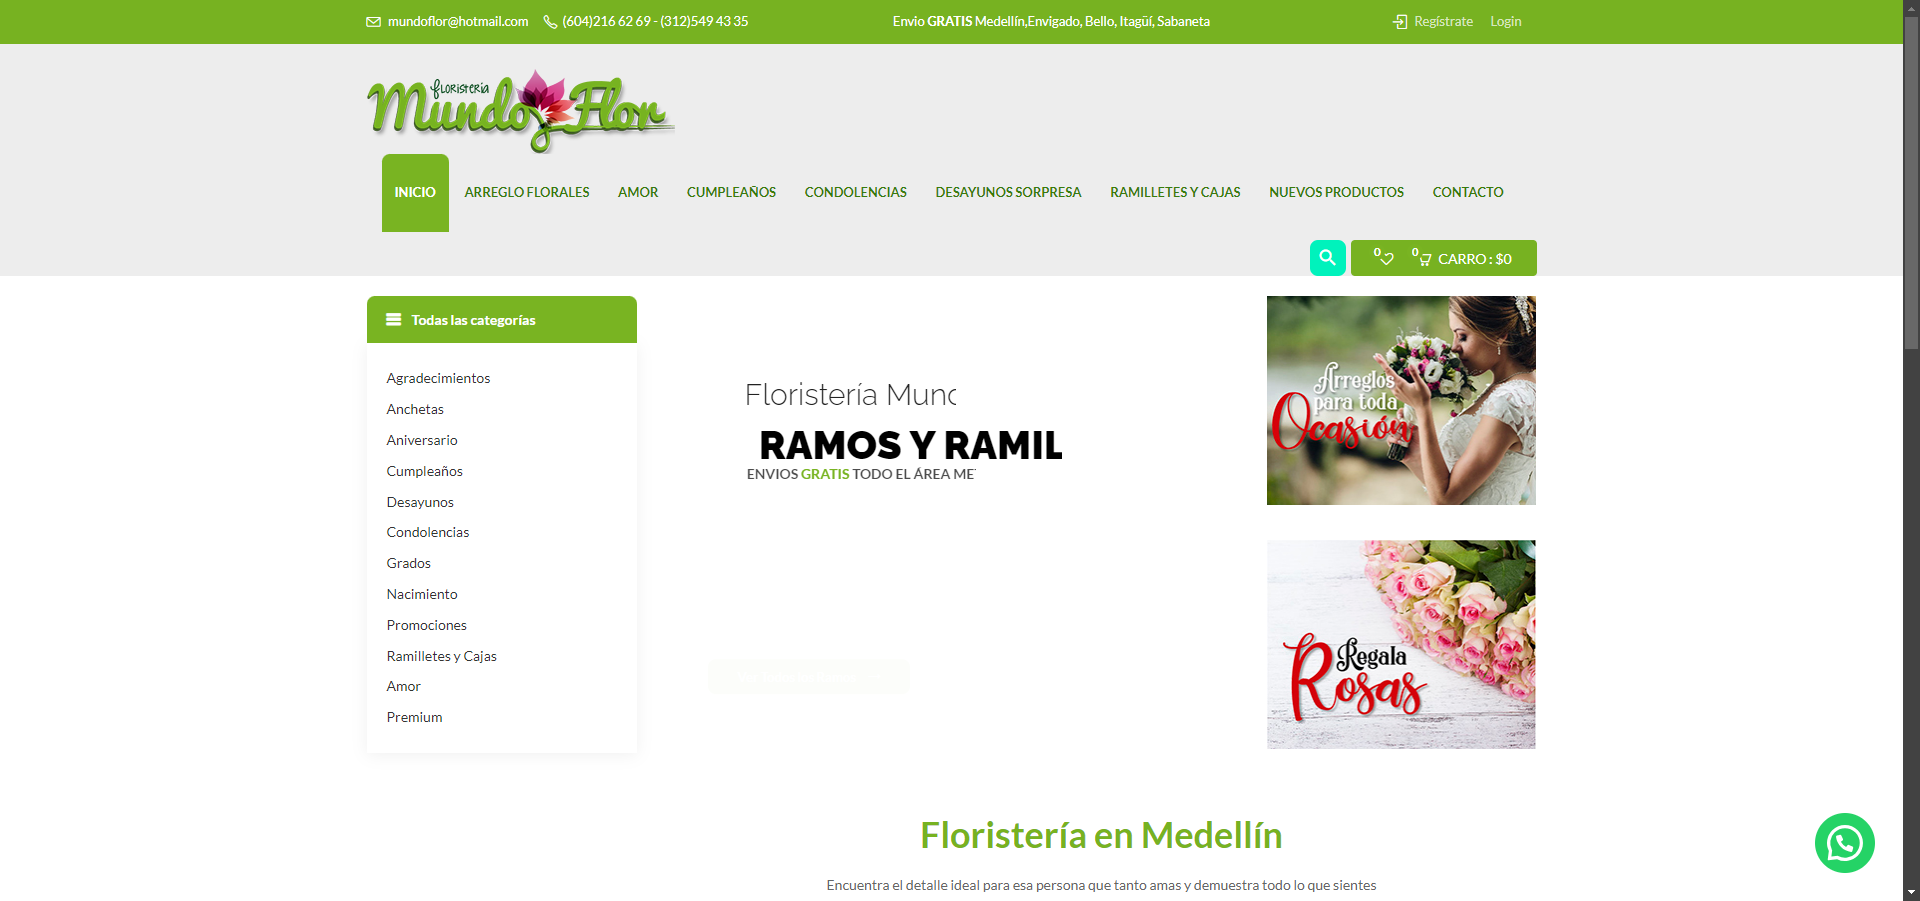 mundoflor@hotmail.com (604)216 62 69 - (312)549 43 35 Envio GRATIS Medellín,Envigado, Bello, Itagüí, Sabaneta Regístrate Login
floristería
Mundo Flor
INICIO ARREGLO FLORALES AMOR CUMPLEAÑOS CONDOLENCIAS DESAYUNOS SORPRESA RAMILLETES Y CAJAS NUEVOS PRODUCTOS CONTACTO
0 0 CARRO : $0
Todas las categorías
Agradecimientos
Anchetas
Aniversario
Cumpleaños
Desayunos
Condolencias
Grados
Nacimiento
Promociones
Ramilletes y Cajas
Amor
Premium
Floristería Mund
RAMOS Y RAMIL
ENVIOS GRATIS TODO EL ÁREA ME
Arreglos
para toda
Ocasión
Regala
Rosas
Floristería en Medellín
Encuentra el detalle ideal para esa persona que tanto amas y demuestra todo lo que sientes